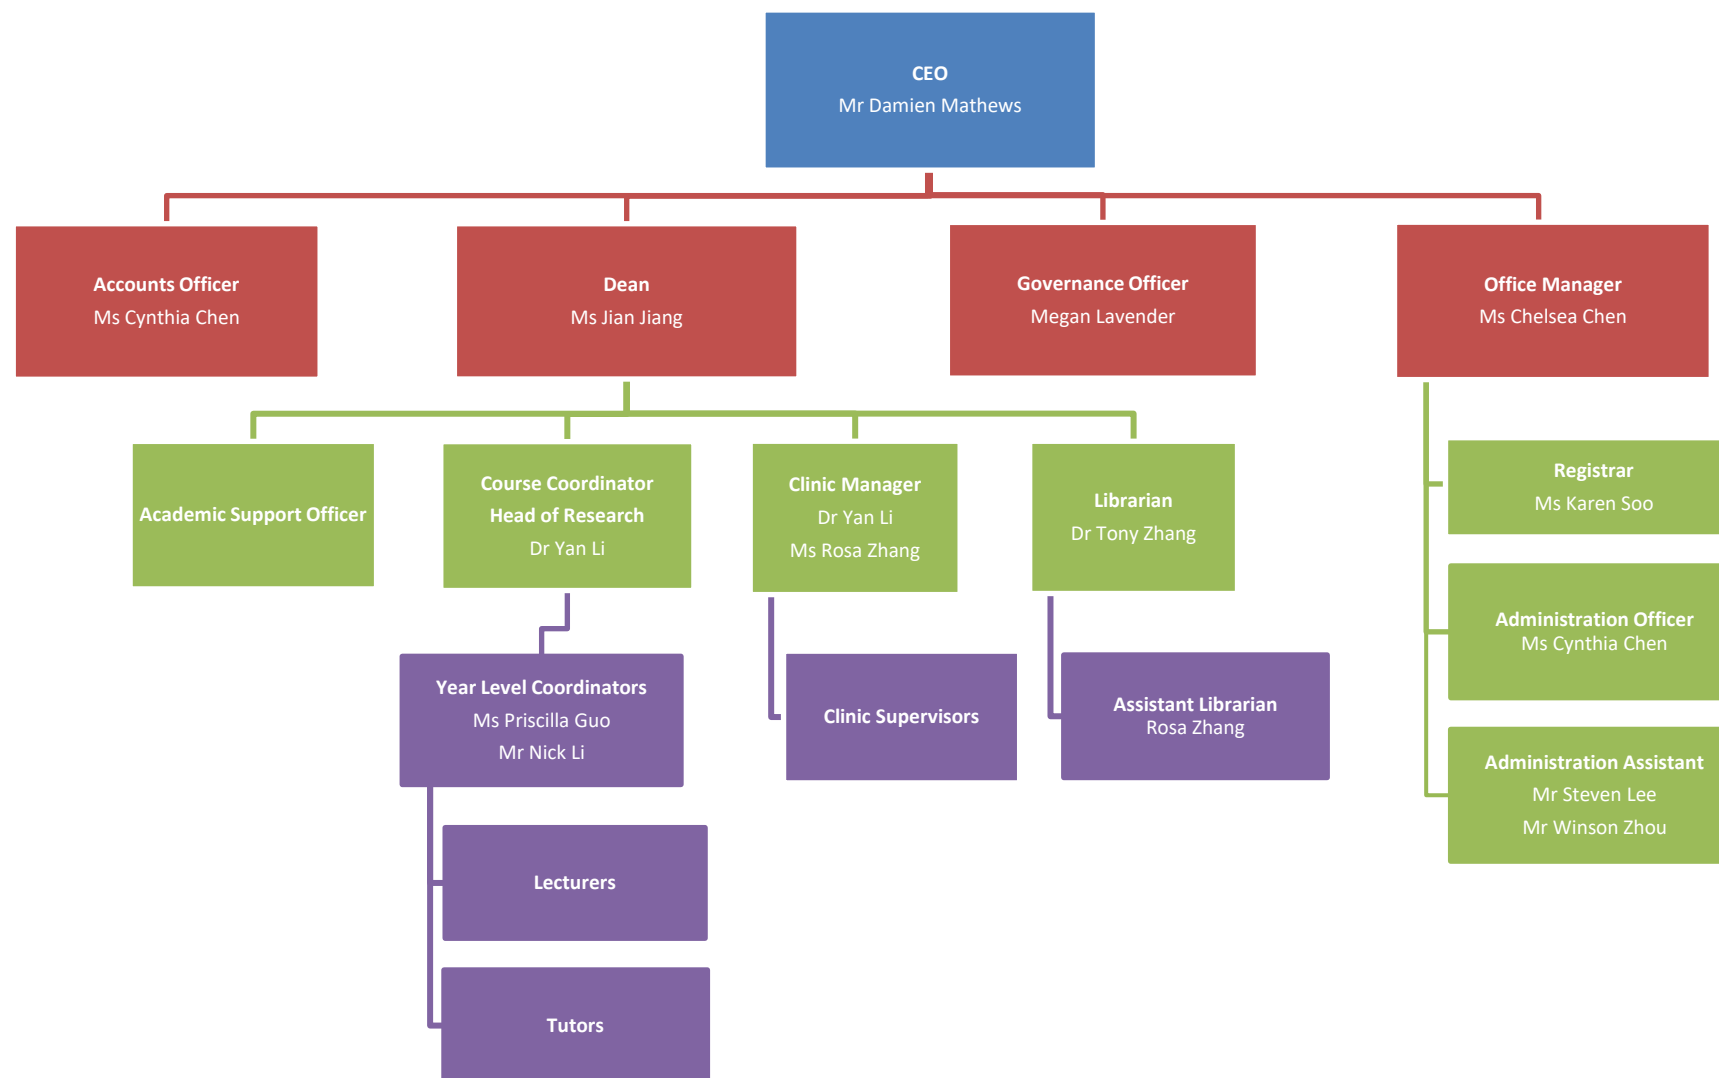 CEO
Mr Damien Mathews
Accounts Officer
Ms Cynthia Chen
Dean
Ms Jian Jiang
Governance Officer
Megan Lavender
Office Manager
Ms Chelsea Chen
Academic Support Officer
Course Coordinator
Head of Research
Dr Yan Li
Clinic Manager
Dr Yan Li
Ms Rosa Zhang
Librarian
Dr Tony Zhang
Registrar
Ms Karen Soo
Administration Officer
Ms Cynthia Chen
Year Level Coordinators
Ms Priscilla Guo
Mr Nick Li
Clinic Supervisors
Assistant Librarian
Rosa Zhang
Administration Assistant
Mr Steven Lee
Mr Winson Zhou
Lecturers
Tutors